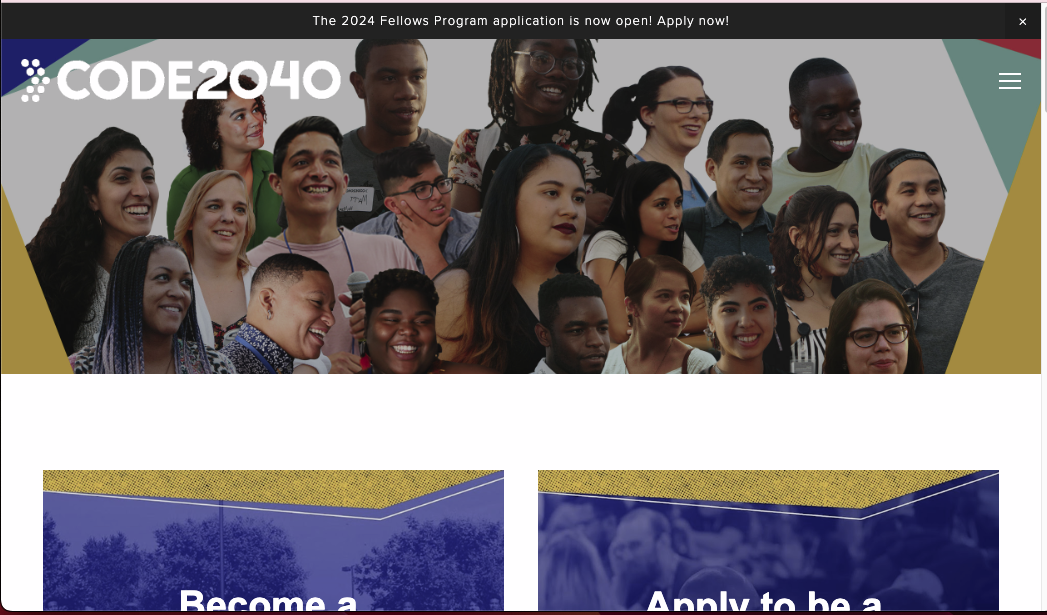 The 2024 Fellows Program application is now open! Apply now!
×
CODE2040
Become a
Apply to be a